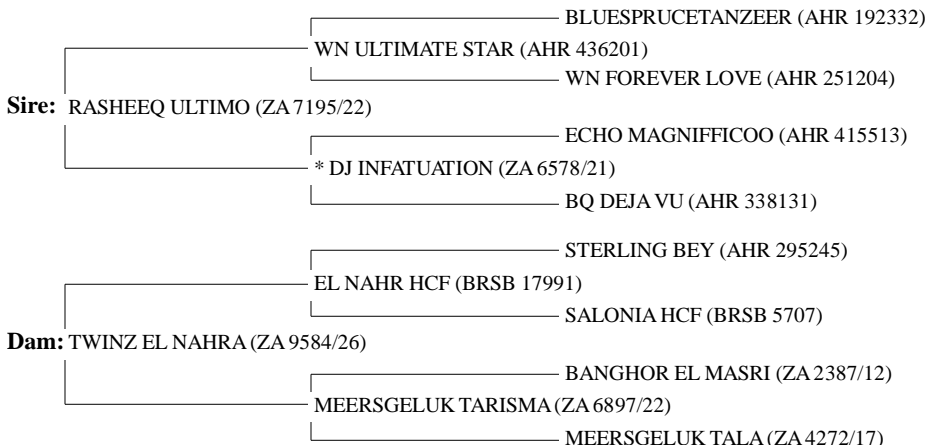 BLUESPRUCETANZEER (AHR 192332)
WN ULTIMATE STAR (AHR 436201)
WN FOREVER LOVE (AHR 251204)
Sire: RASHEEQ ULTIMO (ZA 7195/22)
ECHO MAGNIFFICOO (AHR 415513)
* DJ INFATUATION (ZA 6578/21)
BQ DEJA VU (AHR 338131)
STERLING BEY (AHR 295245)
EL NAHR HCF (BRSB 17991)
SALONIA HCF (BRSB 5707)
Dam: TWINZ EL NAHRA (ZA 9584/26)
BANGHOR EL MASRI (ZA 2387/12)
MEERSGELUK TARISMA (ZA 6897/22)
MEERSGELUK TALA (ZA 4272/17)